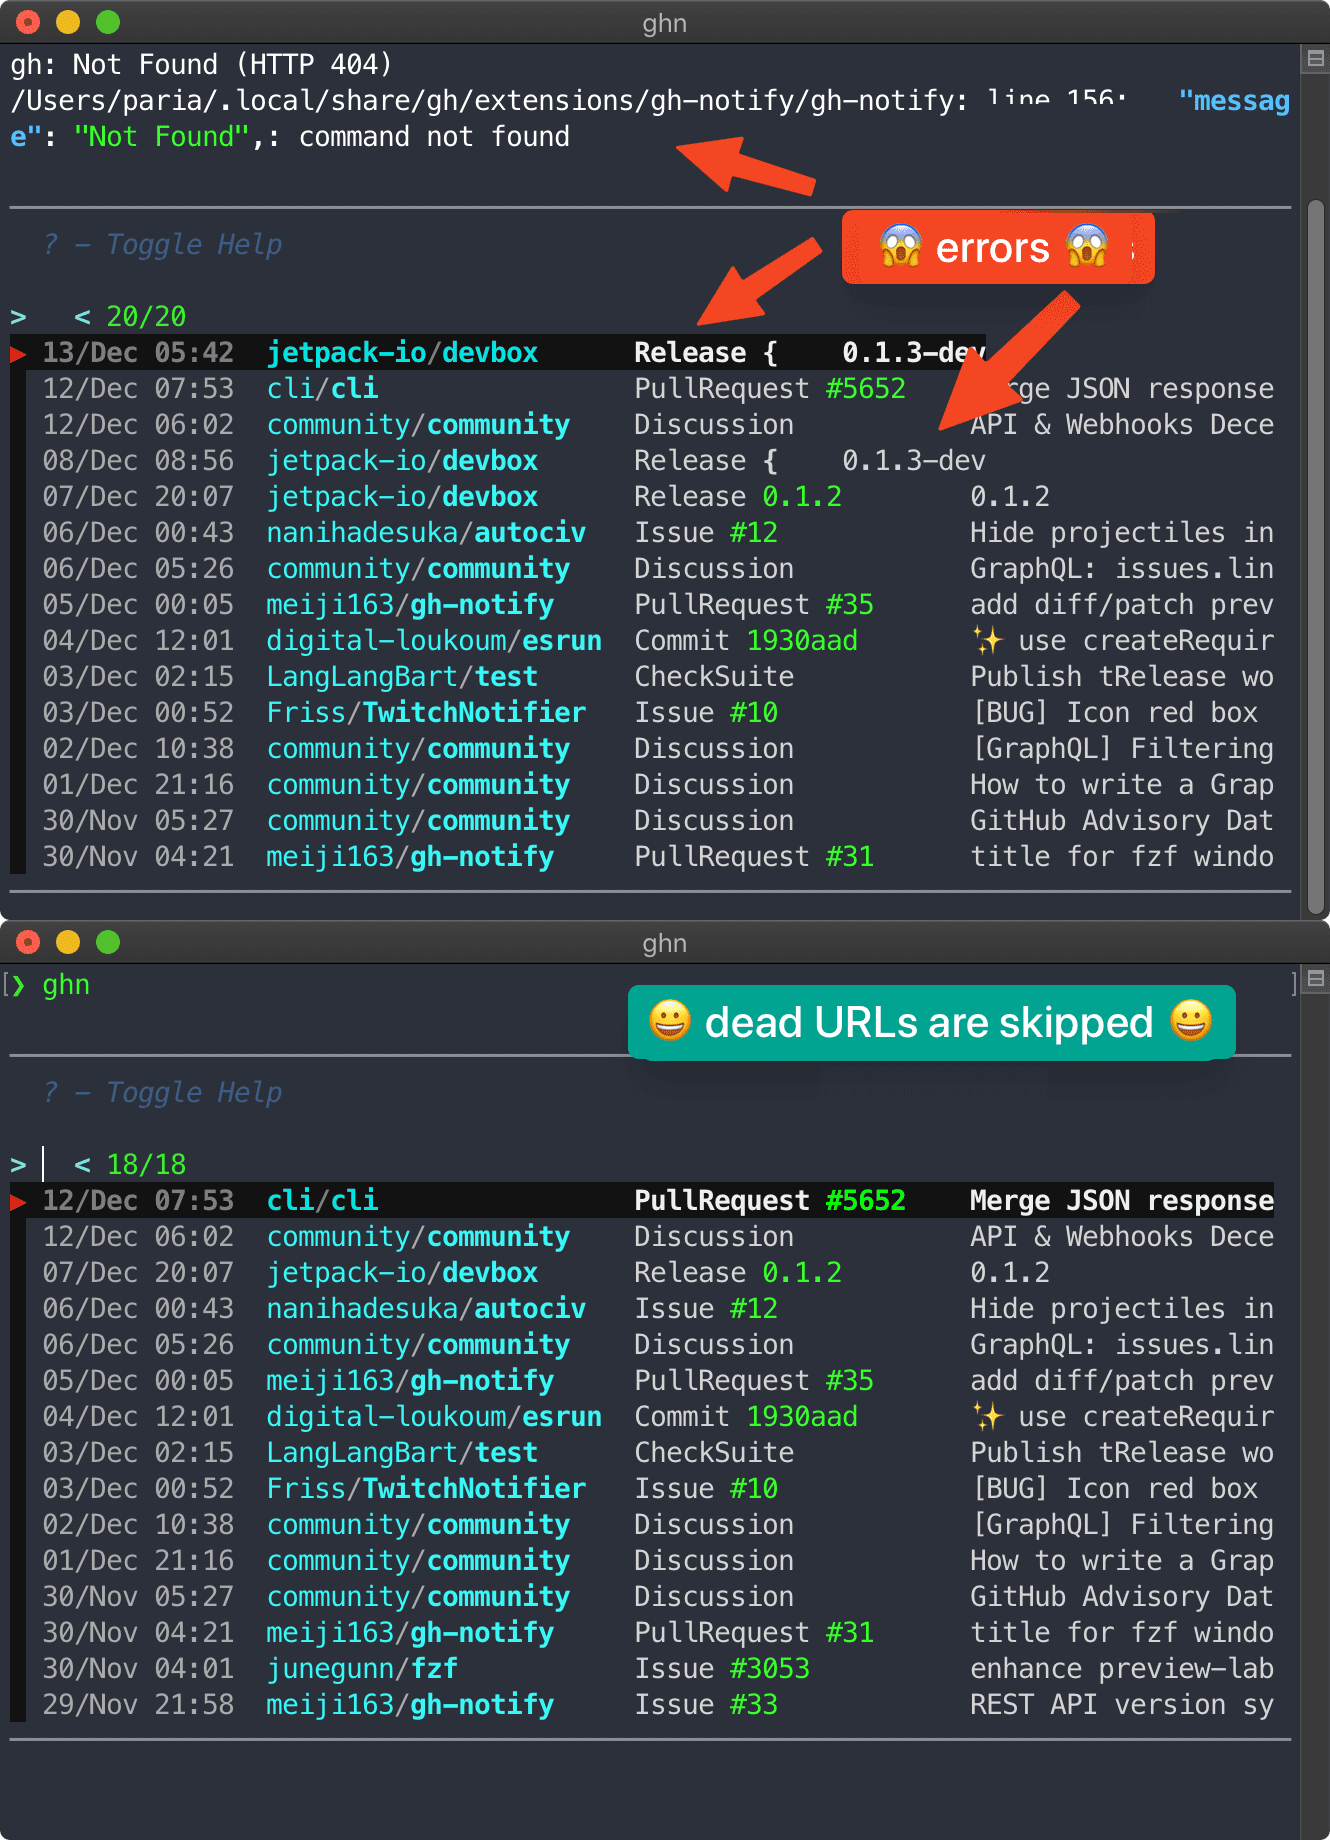 ghn
gh: Not Found (HTTP 404)
/Users/paria/.local/share/gh/extensions/gh-notify/gh-notify: line 156: "messag
e": "Not Found",: command not found
? - Toggle Help
😱 errors 😱
> < 20/20
▶ 13/Dec 05:42 jetpack-io/devbox Release { 0.1.3-dev
12/Dec 07:53 cli/cli PullRequest #5652 JSON response
12/Dec 06:02 community/community Discussion API & Webhooks Dece
08/Dec 08:56 jetpack-io/devbox Release { 0.1.3-dev
07/Dec 20:07 jetpack-io/devbox Release 0.1.2 0.1.2
06/Dec 00:43 nanihadesuka/autociv Issue #12 Hide projectiles in
06/Dec 05:26 community/community Discussion GraphQL: issues.lin
05/Dec 00:05 meiji163/gh-notify PullRequest #35 add diff/patch prev
04/Dec 12:01 digital-loukoum/esrun Commit 1930aad ✨ use createRequir
03/Dec 02:15 LangLangBart/test CheckSuite Publish tRelease wo
03/Dec 00:52 Friss/TwitchNotifier Issue #10 [BUG] Icon red box
02/Dec 10:38 community/community Discussion [GraphQL] Filtering
01/Dec 21:16 community/community Discussion How to write a Grap
30/Nov 05:27 community/community Discussion GitHub Advisory Dat
30/Nov 04:21 meiji163/gh-notify PullRequest #31 title for fzf windo
ghn
[❯ ghn ]
😀 dead URLs are skipped 😀
? - Toggle Help
> < 18/18
▶ 12/Dec 07:53 cli/cli PullRequest #5652 Merge JSON response
12/Dec 06:02 community/community Discussion API & Webhooks Dece
07/Dec 20:07 jetpack-io/devbox Release 0.1.2 0.1.2
06/Dec 00:43 nanihadesuka/autociv Issue #12 Hide projectiles in
06/Dec 05:26 community/community Discussion GraphQL: issues.lin
05/Dec 00:05 meiji163/gh-notify PullRequest #35 add diff/patch prev
04/Dec 12:01 digital-loukoum/esrun Commit 1930aad ✨ use createRequir
03/Dec 02:15 LangLangBart/test CheckSuite Publish tRelease wo
03/Dec 00:52 Friss/TwitchNotifier Issue #10 [BUG] Icon red box
02/Dec 10:38 community/community Discussion [GraphQL] Filtering
01/Dec 21:16 community/community Discussion How to write a Grap
30/Nov 05:27 community/community Discussion GitHub Advisory Dat
30/Nov 04:21 meiji163/gh-notify PullRequest #31 title for fzf windo
30/Nov 04:01 junegunn/fzf Issue #3053 enhance preview-lab
29/Nov 21:58 meiji163/gh-notify Issue #33 REST API version sy